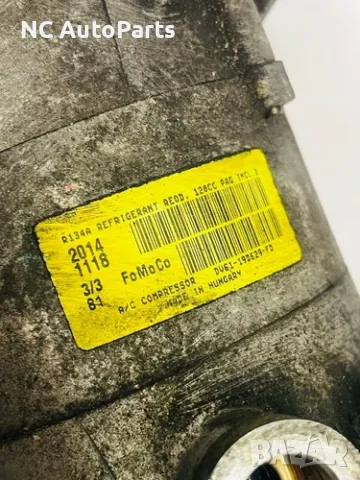 NC AutoParts
R134A REFRIGERANT REQD. 120CC PAG INCL.
2014
1118
3/3
81
FoMoCo
A/C COMPRESSOR DV61-19D629-FD
MADE IN HUNGARY
BAZAR